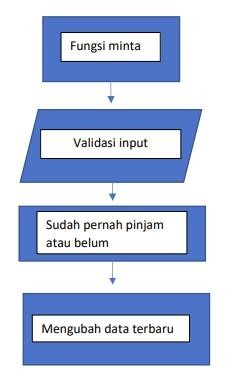 Fungsi minta
Validasi input
Sudah pernah pinjam
atau belum
Mengubah data terbaru